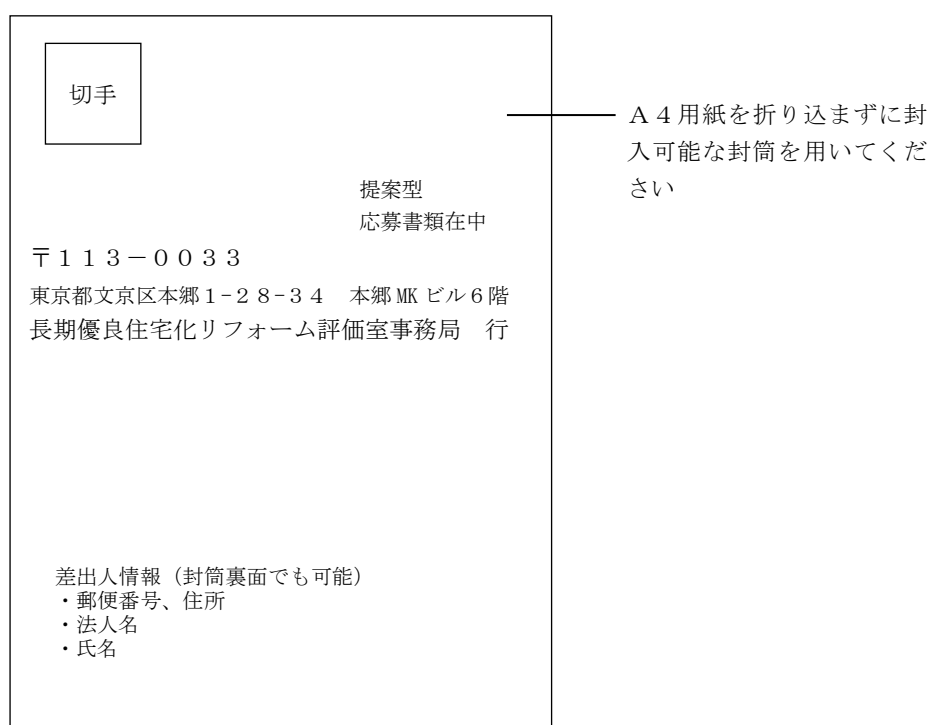 切手
A4用紙を折り込まずに封
入可能な封筒を用いてくだ
さい
提案型
応募書類在中
〒113-0033
東京都文京区本郷1-28-34　本郷MKビル6階
長期優良住宅化リフォーム評価室事務局　行
差出人情報（封筒裏面でも可能）
・郵便番号、住所
・法人名
・氏名